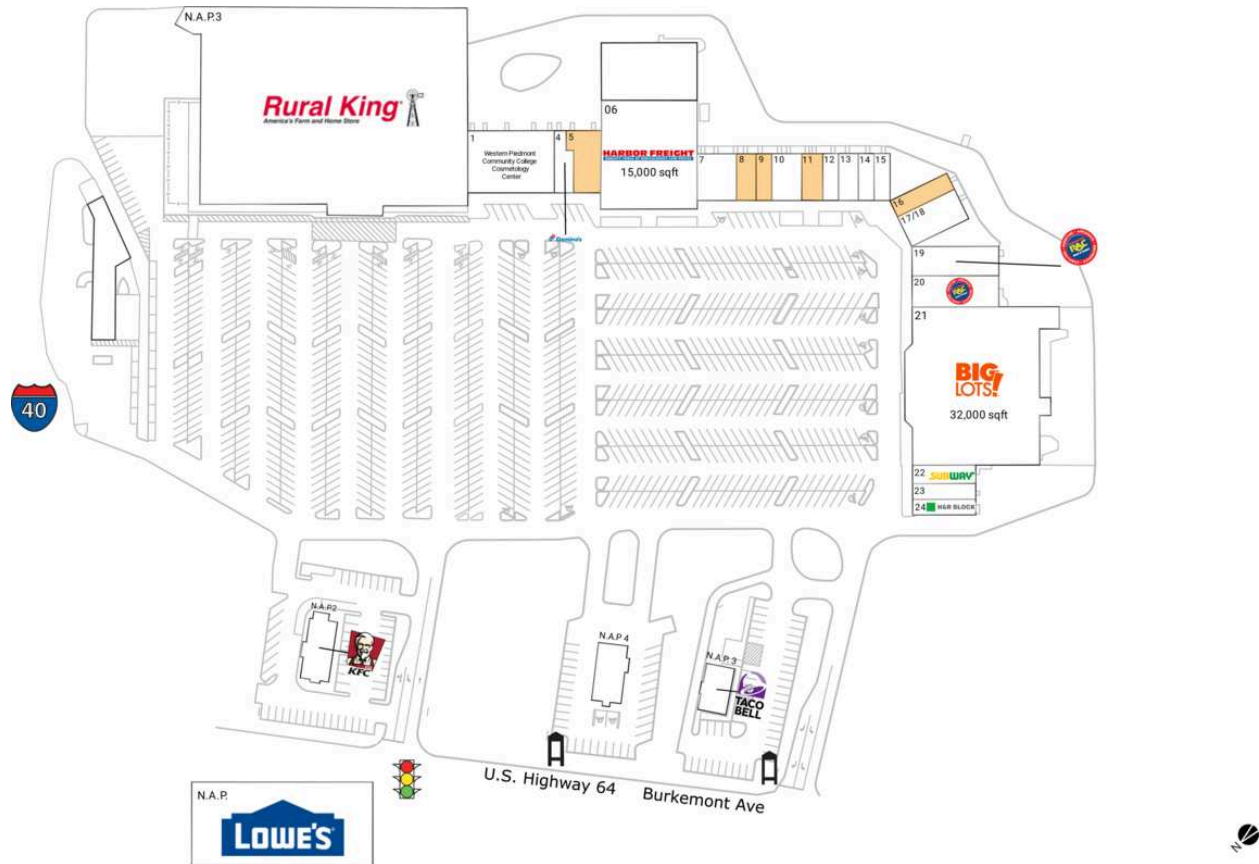 N.A.P.3
Rural King
America's Farm and Home Store
1
Western Piedmont
Community College
Cosmetology
Center
4
5
06
HARBOR FREIGHT
15,000 sqft
7
8
9
10
11
12
13
14
15
16
17/18
Domino's
19
RAC
20
RAC
21
BIG
LOTS!
32,000 sqft
22
SUBWAY
23
24
H&R BLOCK
40
N.A.P.2
KFC
N.A.P 4
N.A.P. 3
TACO
BELL
U.S. Highway 64
Burkemont Ave
N.A.P.
LOWE'S
N